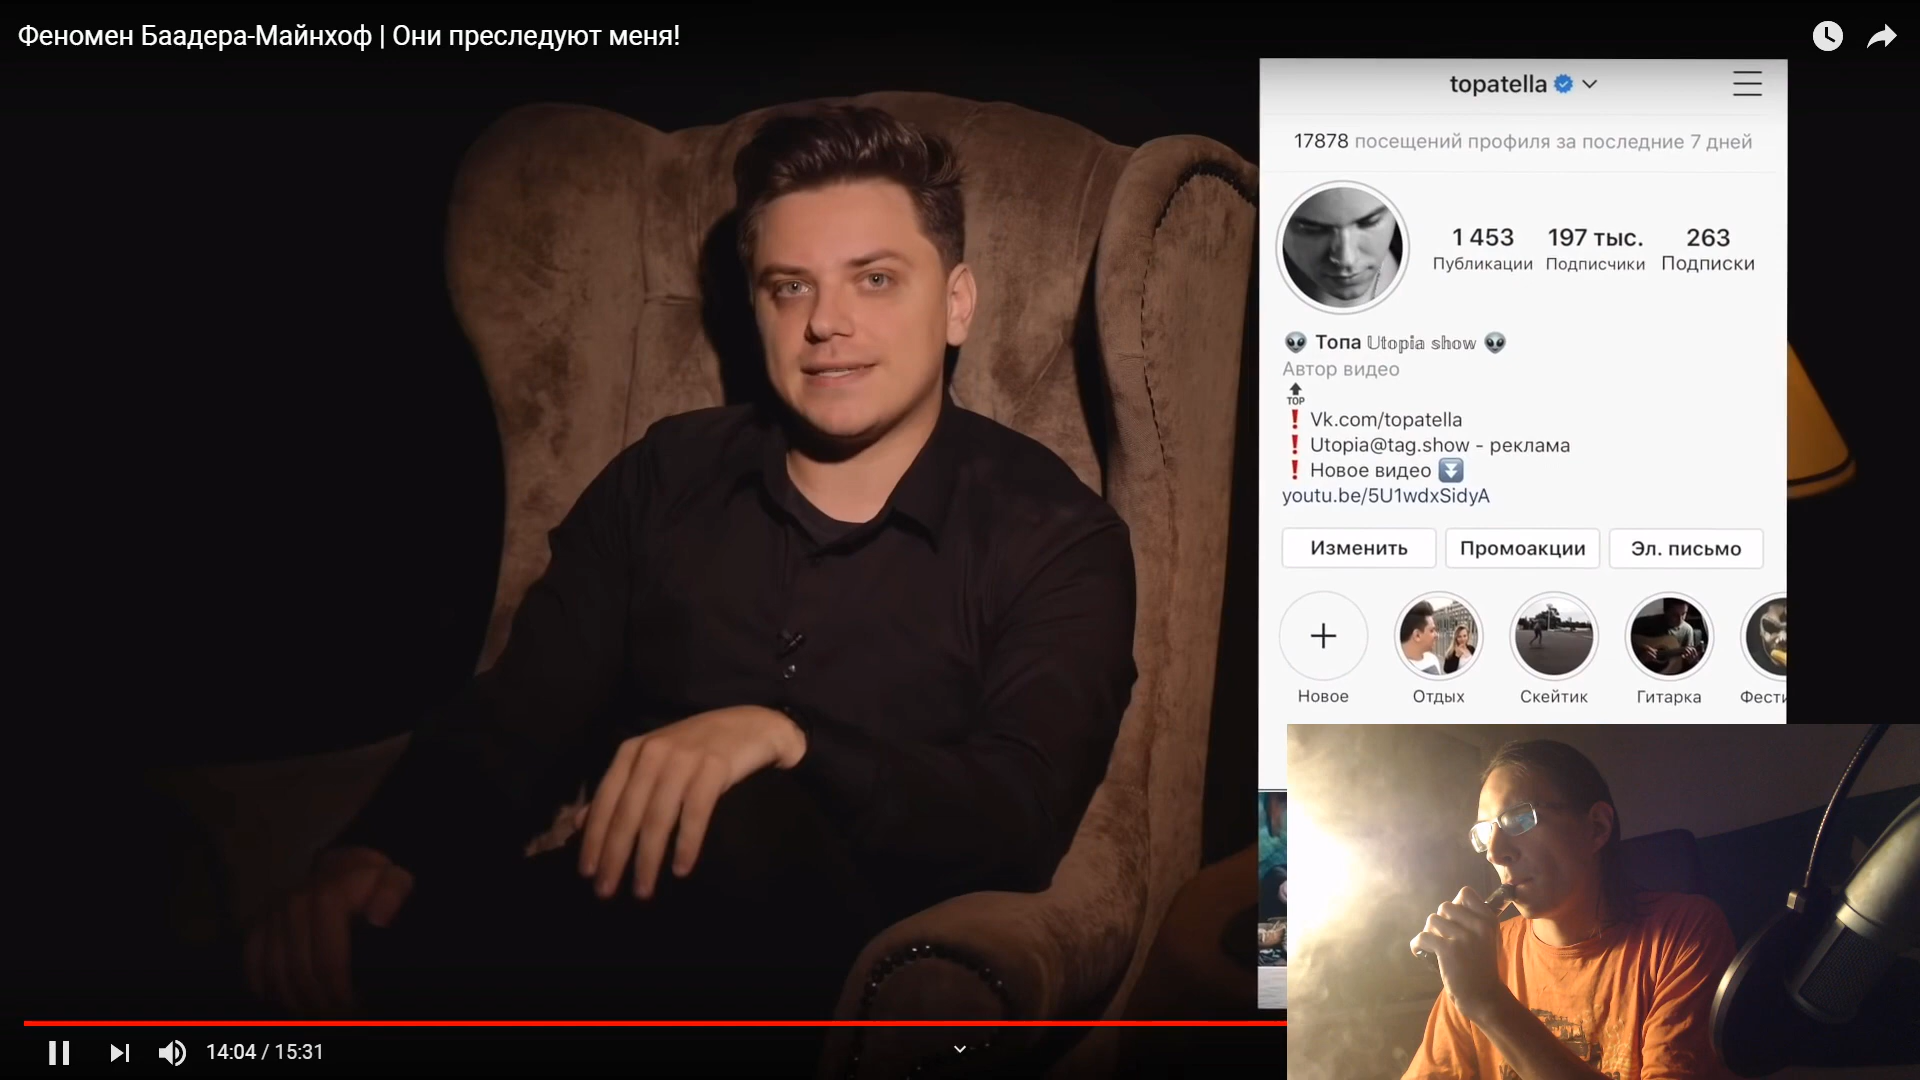 Феномен Баадера-Майнхоф | Они преследуют меня!
topatella
17878 посещений профиля за последние 7 дней
1 453 197 тыс. 263
Публикации Подписчики Подписки
👽 Топа 𝕌𝕥𝕠𝕡𝕚𝕒 𝕤𝕙𝕠𝕨 👽
Автор видео
🔝
❗ Vk.com/topatella
❗ Utopia@tag.show - реклама
❗ Новое видео ⏬
youtu.be/5U1wdxSidyA
Изменить Промоакции Эл. письмо
Новое Отдых Скейтик Гитарка Фести
14:04 / 15:31